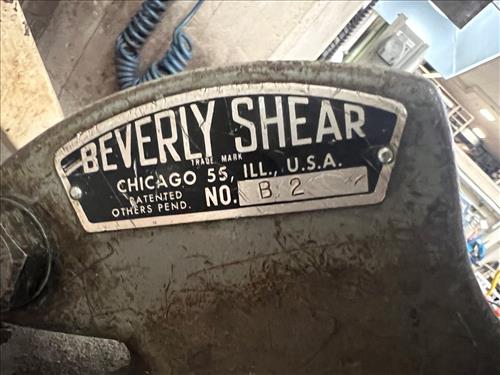 BEVERLY SHEAR
TRADE MARK
CHICAGO 55, ILL., U.S.A.
PATENTED
OTHERS PEND.
NO. B 2